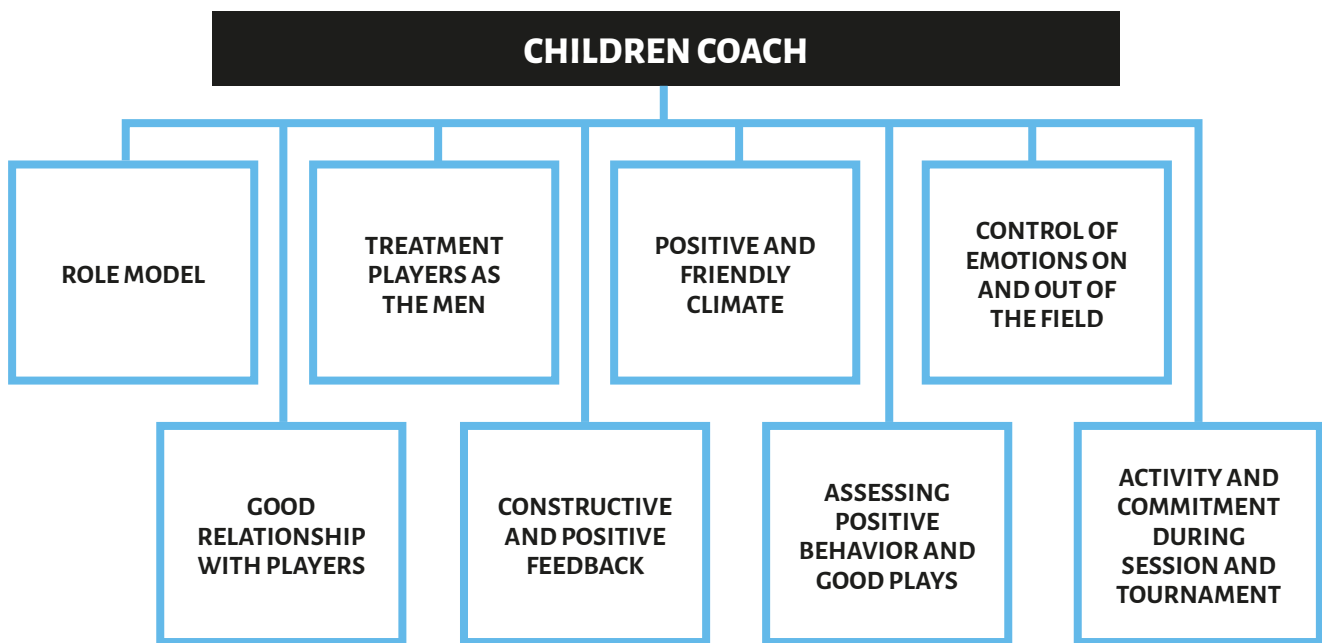 CHILDREN COACH
ROLE MODEL
TREATMENT
PLAYERS AS
THE MEN
POSITIVE AND
FRIENDLY
CLIMATE
CONTROL OF
EMOTIONS ON
AND OUT OF
THE FIELD
GOOD
RELATIONSHIP
WITH PLAYERS
CONSTRUCTIVE
AND POSITIVE
FEEDBACK
ASSESSING
POSITIVE
BEHAVIOR AND
GOOD PLAYS
ACTIVITY AND
COMMITMENT
DURING
SESSION AND
TOURNAMENT